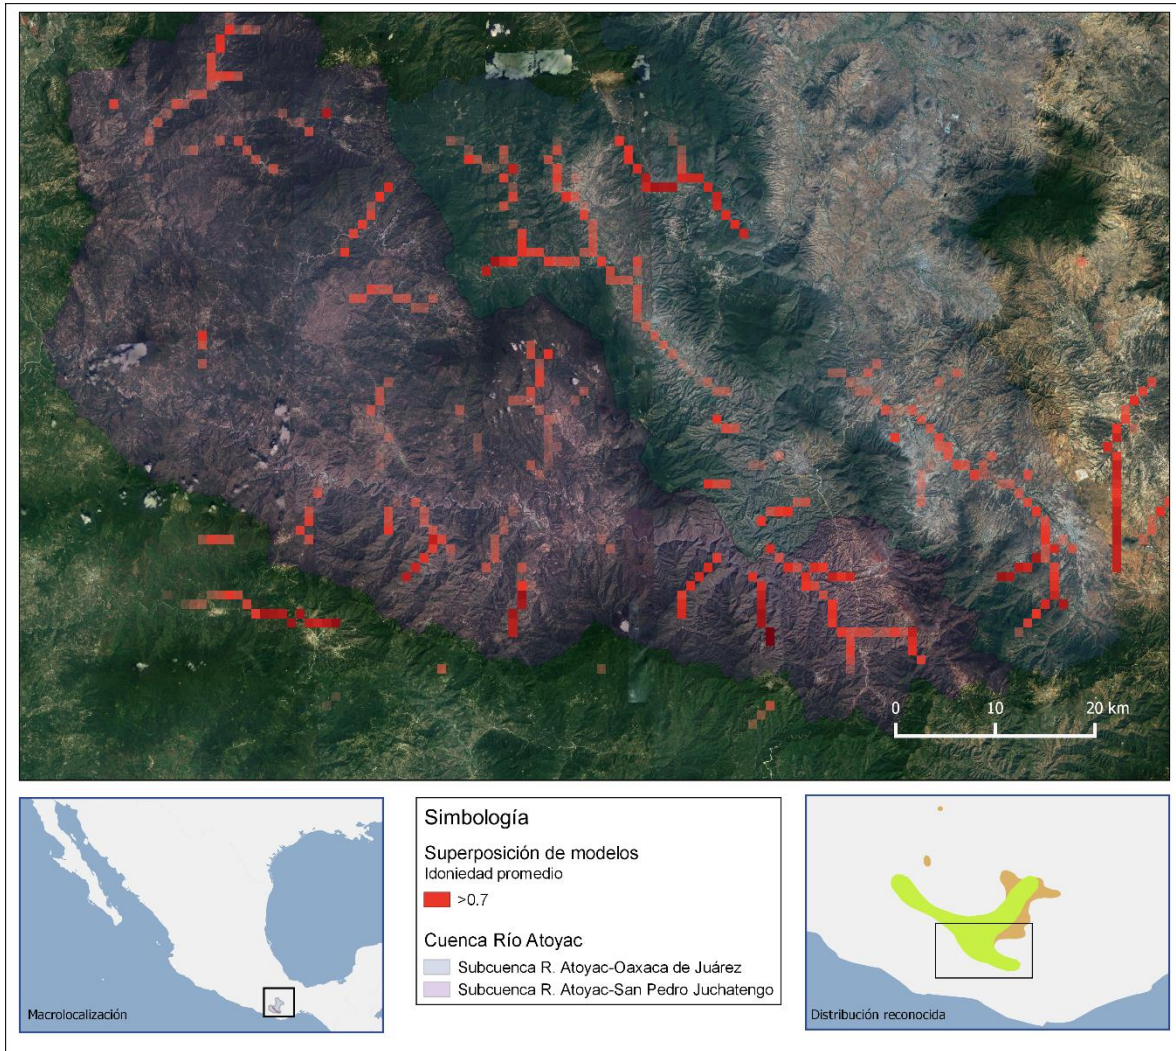 0 10 20 km
Macrolocalización
Simbología
Superposición de modelos
Idoniedad promedio
>0.7
Cuenca Río Atoyac
Subcuenca R. Atoyac-Oaxaca de Juárez
Subcuenca R. Atoyac-San Pedro Juchatengo
Distribución reconocida